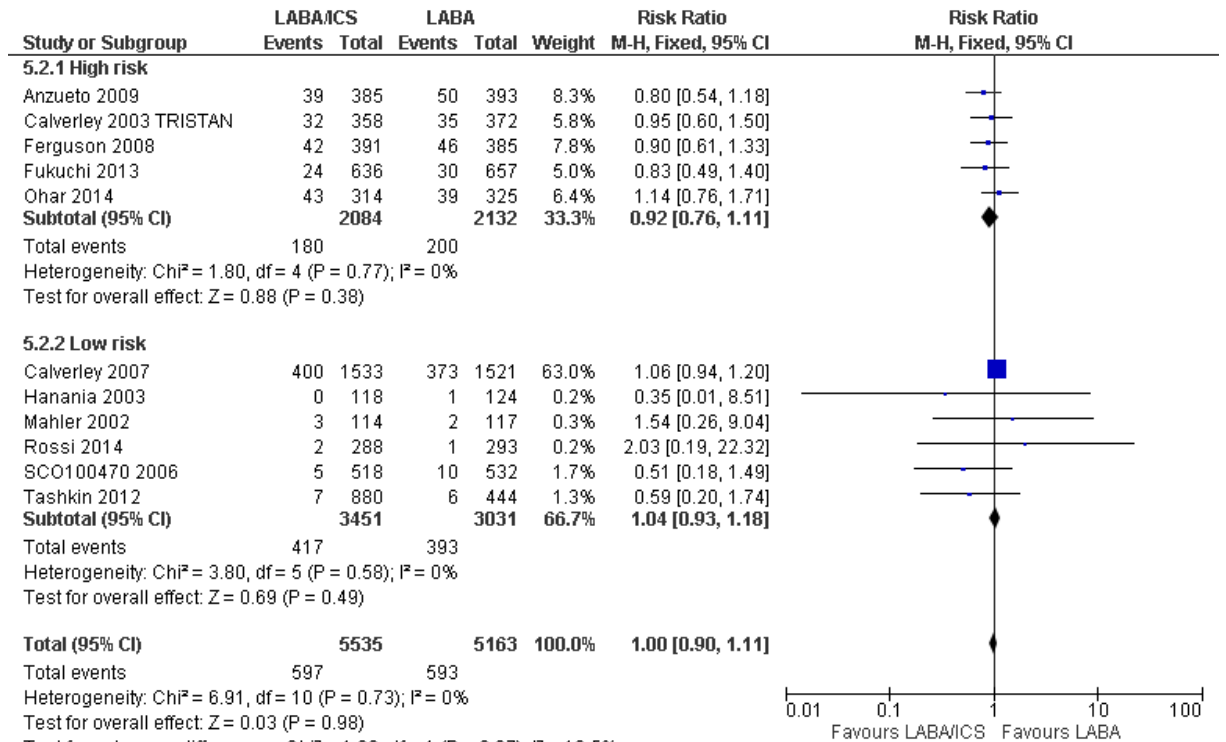 LABA/ICS LABA Risk Ratio Risk Ratio
Study or Subgroup Events Total Events Total Weight M-H, Fixed, 95% CI M-H, Fixed, 95% CI
5.2.1 High risk
Anzueto 2009 39 385 50 393 8.3% 0.80 [0.54, 1.18]
Calverley 2003 TRISTAN 32 358 35 372 5.8% 0.95 [0.60, 1.50]
Ferguson 2008 42 391 46 385 7.8% 0.90 [0.61, 1.33]
Fukuchi 2013 24 636 30 657 5.0% 0.83 [0.49, 1.40]
Ohar 2014 43 314 39 325 6.4% 1.14 [0.76, 1.71]
Subtotal (95% CI) 2084 2132 33.3% 0.92 [0.76, 1.11]
Total events 180 200
Heterogeneity: Chi² = 1.80, df = 4 (P = 0.77); I² = 0%
Test for overall effect: Z = 0.88 (P = 0.38)
5.2.2 Low risk
Calverley 2007 400 1533 373 1521 63.0% 1.06 [0.94, 1.20]
Hanania 2003 0 118 1 124 0.2% 0.35 [0.01, 8.51]
Mahler 2002 3 114 2 117 0.3% 1.54 [0.26, 9.04]
Rossi 2014 2 288 1 293 0.2% 2.03 [0.19, 22.32]
SCO100470 2006 5 518 10 532 1.7% 0.51 [0.18, 1.49]
Tashkin 2012 7 880 6 444 1.3% 0.59 [0.20, 1.74]
Subtotal (95% CI) 3451 3031 66.7% 1.04 [0.93, 1.18]
Total events 417 393
Heterogeneity: Chi² = 3.80, df = 5 (P = 0.58); I² = 0%
Test for overall effect: Z = 0.69 (P = 0.49)
Total (95% CI) 5535 5163 100.0% 1.00 [0.90, 1.11]
Total events 597 593
Heterogeneity: Chi² = 6.91, df = 10 (P = 0.73); I² = 0%
Test for overall effect: Z = 0.03 (P = 0.98)
0.01 0.1 1 10 100
Favours LABA/ICS Favours LABA